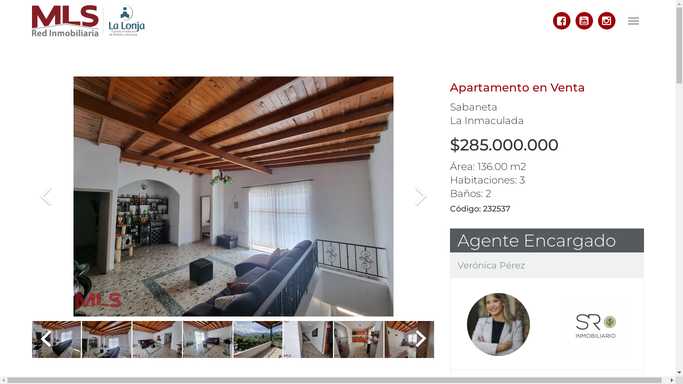 MLS
Red Inmobiliaria
La Lonja
Apartamento en Venta
Sabaneta
La Inmaculada
$285.000.000
Área: 136.00 m2
Habitaciones: 3
Baños: 2
Código: 232537
Agente Encargado
Verónica Pérez
MLS
SR
INMOBILIARIO